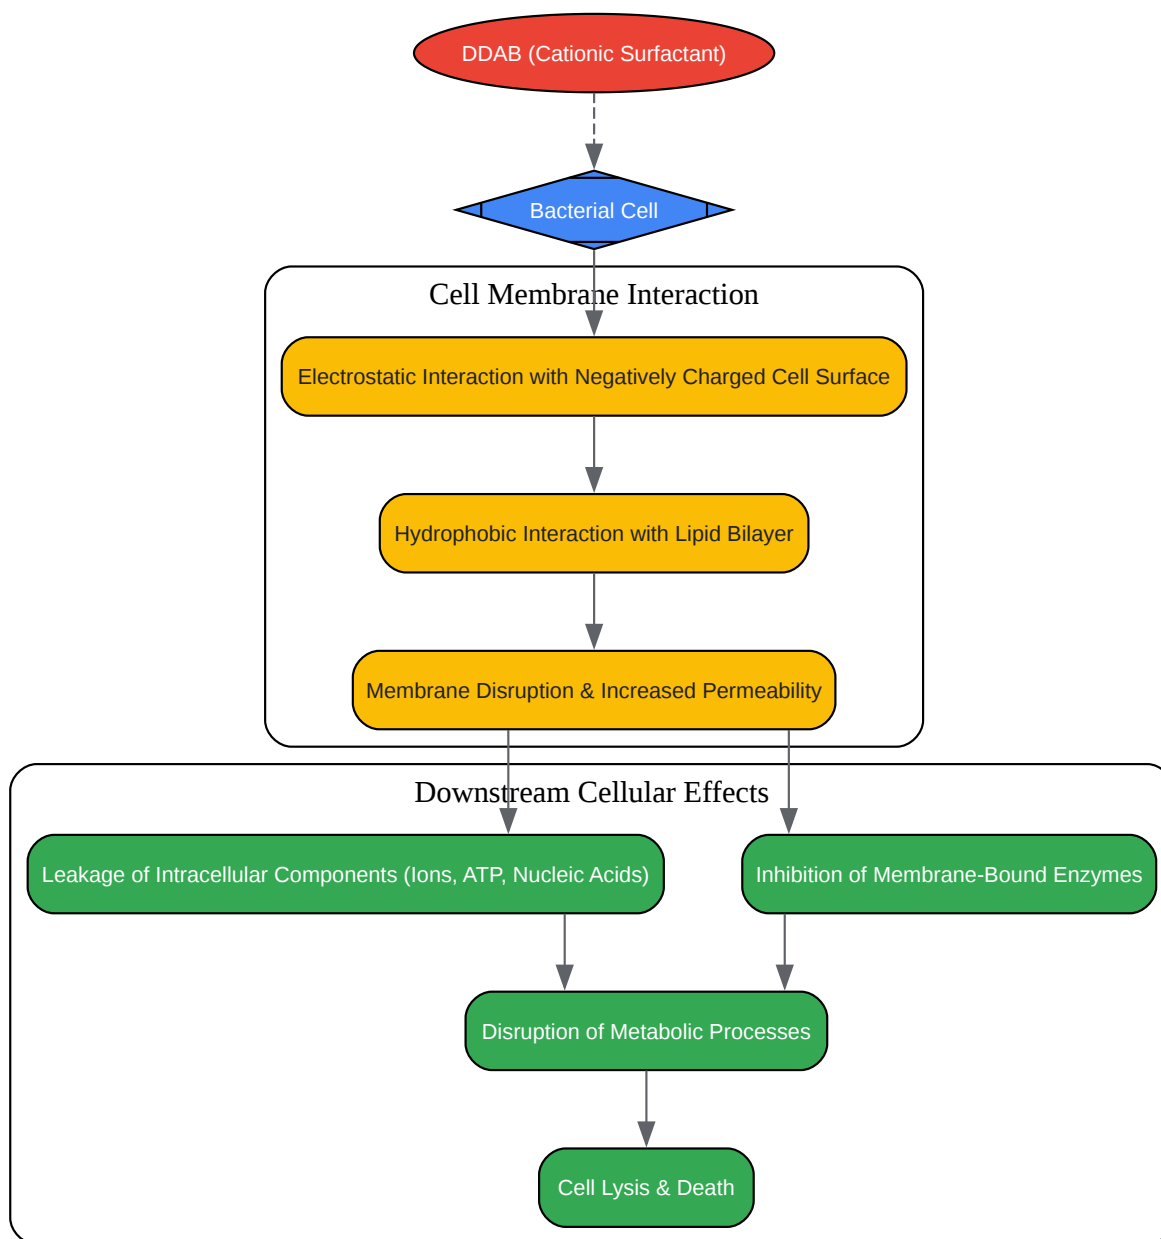 DDAB (Cationic Surfactant)
Bacterial Cell
Cell Membrane Interaction
Electrostatic Interaction with Negatively Charged Cell Surface
Hydrophobic Interaction with Lipid Bilayer
Membrane Disruption & Increased Permeability
Downstream Cellular Effects
Leakage of Intracellular Components (Ions, ATP, Nucleic Acids)
Inhibition of Membrane-Bound Enzymes
Disruption of Metabolic Processes
Cell Lysis & Death